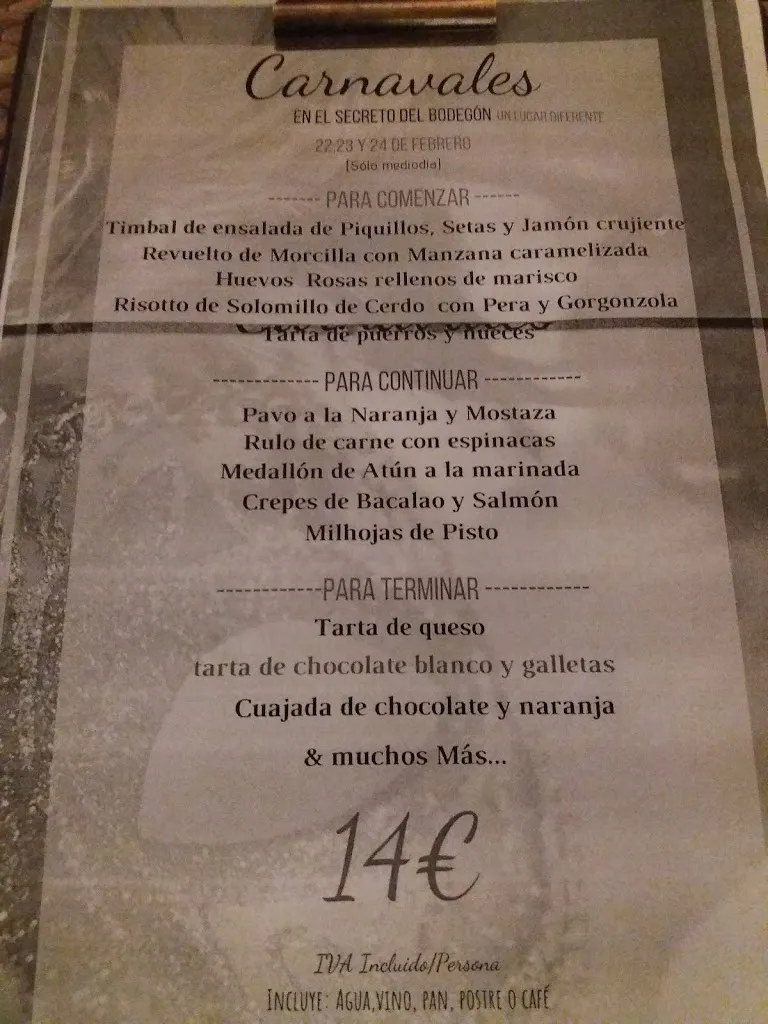 Carnavales
EN EL SECRETO DEL BODEGÓN UN LUGAR DIFERENTE
22,23 Y 24 DE FEBRERO
(Sólo mediodia)
------- PARA COMENZAR ------
Timbal de ensalada de Piquillos, Setas y Jamón crujiente
Revuelto de Morcilla con Manzana caramelizada
Huevos Rosas rellenos de marisco
Risotto de Solomillo de Cerdo con Pera y Gorgonzola
Tarta de puerros y nueces
------------- PARA CONTINUAR ------------
Pavo a la Naranja y Mostaza
Rulo de carne con espinacas
Medallón de Atún a la marinada
Crepes de Bacalao y Salmón
Milhojas de Pisto
-------------PARA TERMINAR -------------
Tarta de queso
tarta de chocolate blanco y galletas
Cuajada de chocolate y naranja
& muchos Más...
14€
IVA Incluido/Persona
INCLUYE: AGUA,VINO, PAN, POSTRE O CAFÉ